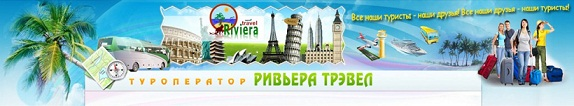 Все наши туристы - наши друзья! Все наши друзья - наши туристы!
travel
Riviera
ТУРОПЕРАТОР РИВЬЕРА ТРЭВЕЛ